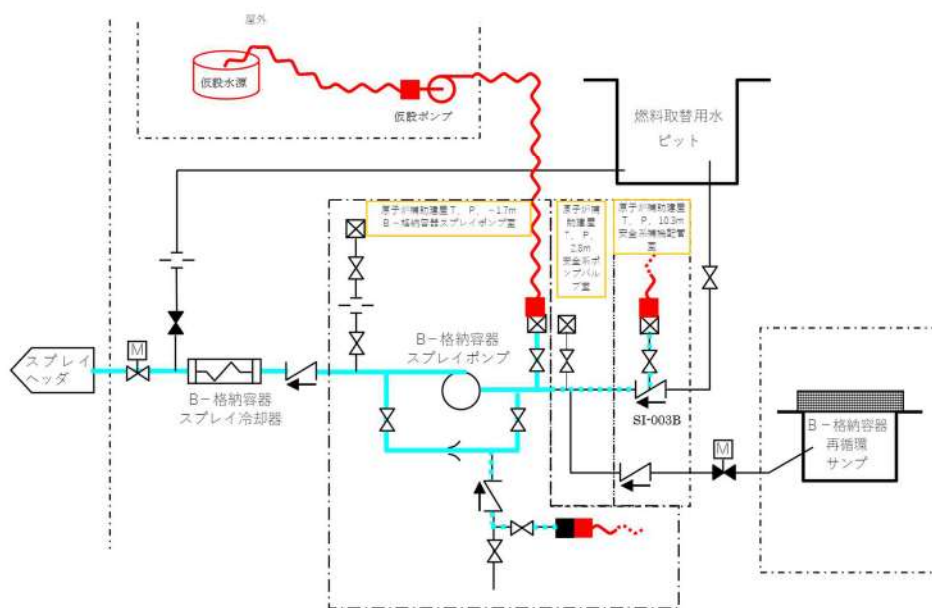 屋外
仮設水源
仮設ポンプ
燃料取替用水
ピット
原子炉補助建屋T.P.-1.7m
B-格納容器スプレイポンプ室
原子炉補
助建屋
T.P.
2.8m
安全系ポ
ンプバル
ブ室
原子炉補助建屋
T.P.10.3m
安全系補機配管
室
M
スプレイ
ヘッダ
B-格納容器
スプレイ冷却器
B-格納容器
スプレイポンプ
SI-003B
M
B-格納容器
再循環
サンプ